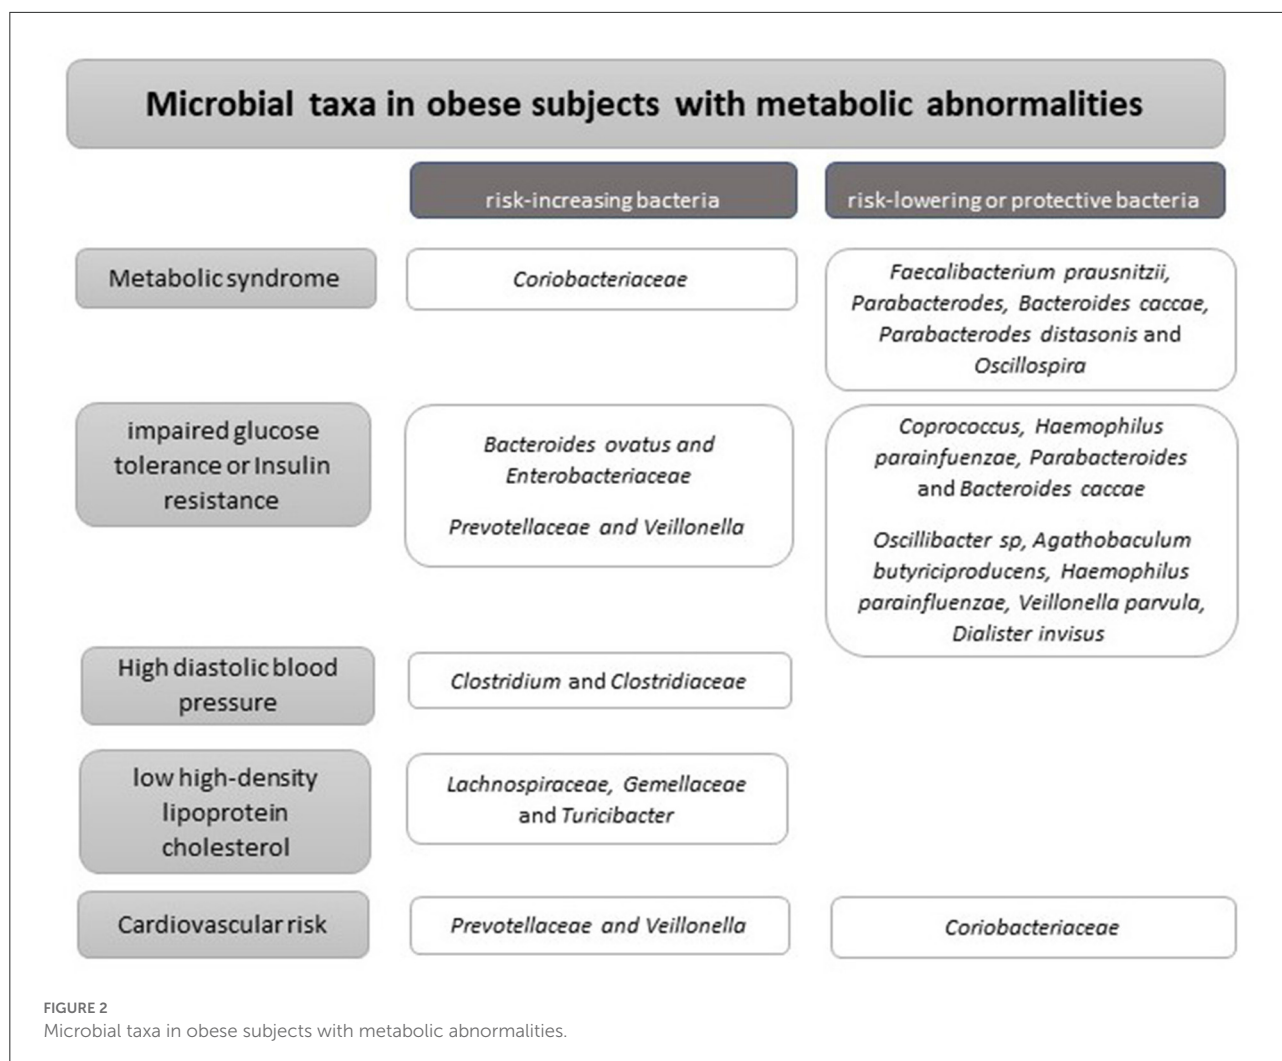 Microbial taxa in obese subjects with metabolic abnormalities
risk-increasing bacteria
risk-lowering or protective bacteria
Metabolic syndrome
Coriobacteriaceae
Faecalibacterium prausnitzii,
Parabacterodes, Bacteroides caccae,
Parabacterodes distasonis and
Oscillospira
impaired glucose
tolerance or Insulin
resistance
Bacteroides ovatus and
Enterobacteriaceae
Prevotellaceae and Veillonella
Coprococcus, Haemophilus
parainfuenzae, Parabacteroides
and Bacteroides caccae
Oscillibacter sp, Agathobaculum
butyriciproducens, Haemophilus
parainfluenzae, Veillonella parvula,
Dialister invisus
High diastolic blood
pressure
Clostridium and Clostridiaceae
low high-density
lipoprotein
cholesterol
Lachnospiraceae, Gemellaceae
and Turicibacter
Cardiovascular risk
Prevotellaceae and Veillonella
Coriobacteriaceae
FIGURE 2
Microbial taxa in obese subjects with metabolic abnormalities.